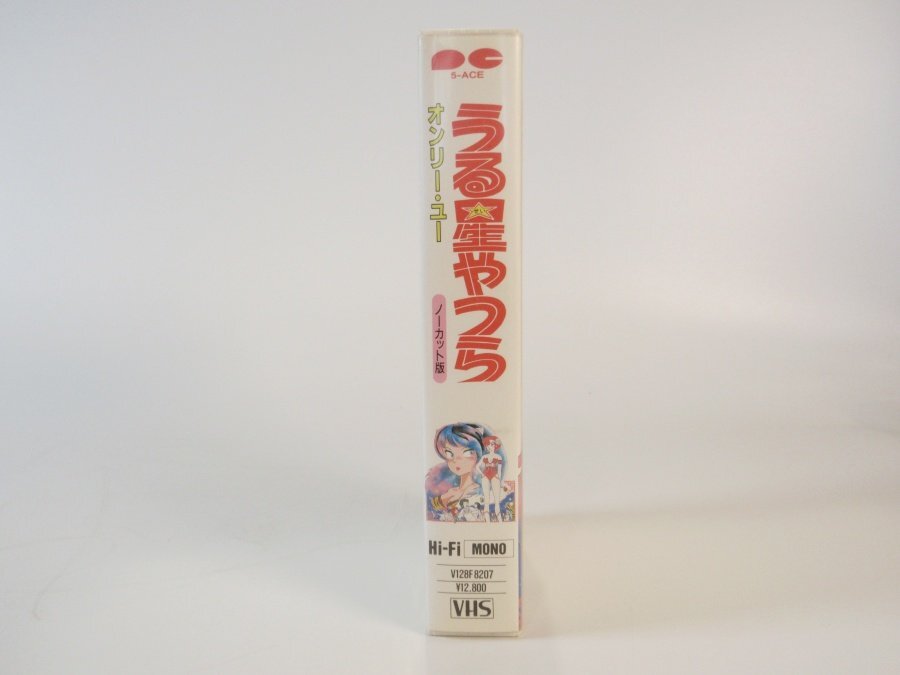 5-ACE
うる星やつら
オンリー・ユー
ノーカット版
Hi-Fi MONO
V128F8207
¥12,800
VHS